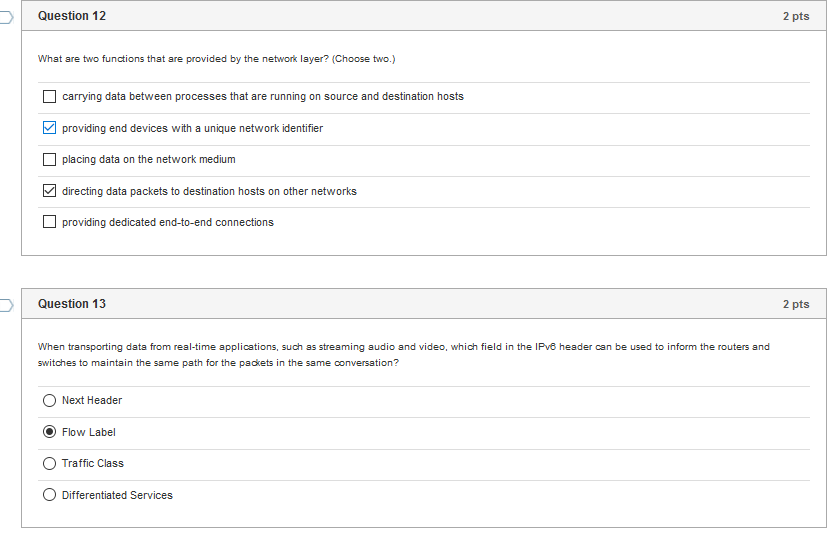 Question 12
2 pts
What are two functions that are provided by the network layer? (Choose two.)
carrying data between processes that are running on source and destination hosts
providing end devices with a unique network identifier
placing data on the network medium
directing data packets to destination hosts on other networks
providing dedicated end-to-end connections
Question 13
2 pts
When transporting data from real-time applications, such as streaming audio and video, which field in the IPv6 header can be used to inform the routers and
switches to maintain the same path for the packets in the same conversation?
Next Header
Flow Label
Traffic Class
Differentiated Services